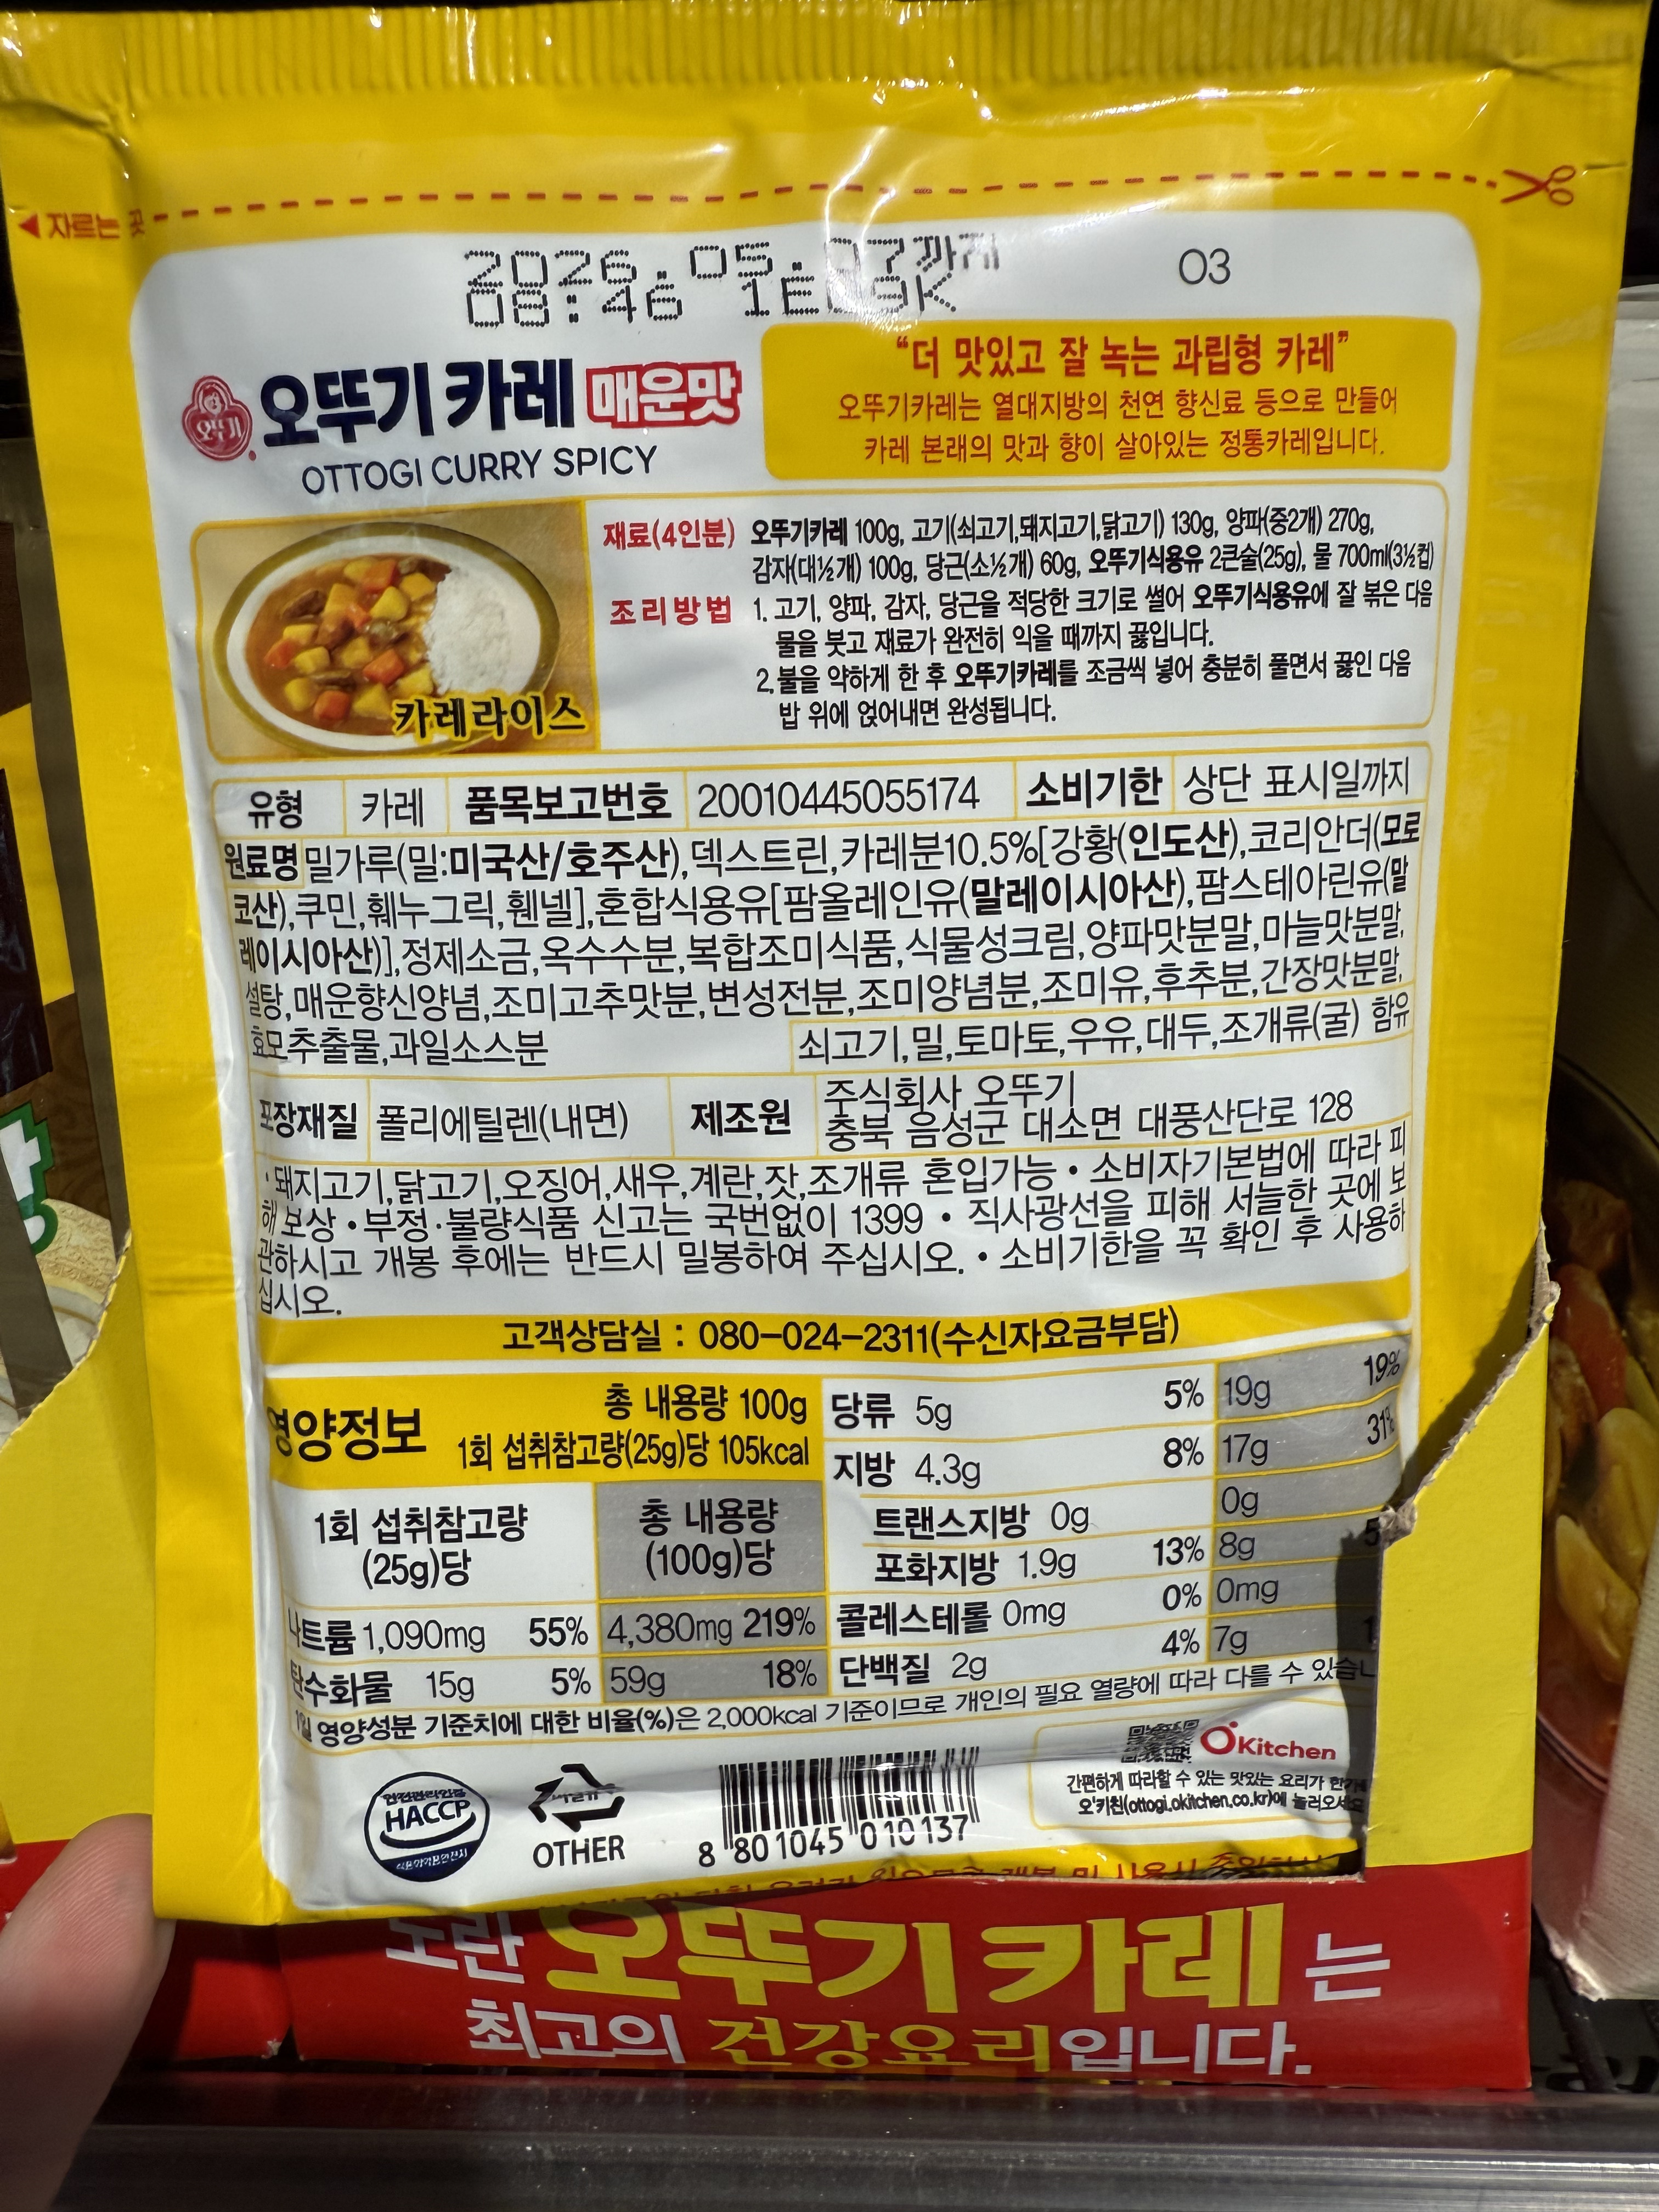 자르는 곳
2026.05.07까지
08:46
03
오뚜기
오뚜기 카레 매운맛
OTTOGI CURRY SPICY
“더 맛있고 잘 녹는 과립형 카레”
오뚜기카레는 열대지방의 천연 향신료 등으로 만들어
카레 본래의 맛과 향이 살아있는 정통카레입니다.
카레라이스
재료(4인분) 오뚜기카레 100g, 고기(쇠고기,돼지고기,닭고기) 130g, 양파(중2개) 270g,
감자(대½개) 100g, 당근(소½개) 60g, 오뚜기식용유 2큰술(25g), 물 700ml(3½컵)
조리방법 1. 고기, 양파, 감자, 당근을 적당한 크기로 썰어 오뚜기식용유에 잘 볶은 다음
물을 붓고 재료가 완전히 익을 때까지 끓입니다.
2. 불을 약하게 한 후 오뚜기카레를 조금씩 넣어 충분히 풀면서 끓인 다음
밥 위에 얹어내면 완성됩니다.
유형 카레 품목보고번호 20010445055174 소비기한 상단 표시일까지
원료명 밀가루(밀:미국산/호주산),덱스트린,카레분10.5%[강황(인도산),코리안더(모로
코산),쿠민,훼누그릭,휀넬],혼합식용유[팜올레인유(말레이시아산),팜스테아린유(말
레이시아산)],정제소금,옥수수분,복합조미식품,식물성크림,양파맛분말,마늘맛분말,
설탕,매운향신양념,조미고추맛분,변성전분,조미양념분,조미유,후추분,간장맛분말,
효모추출물,과일소스분
쇠고기,밀,토마토,우유,대두,조개류(굴) 함유
포장재질 폴리에틸렌(내면) 제조원 주식회사 오뚜기
충북 음성군 대소면 대풍산단로 128
• 돼지고기,닭고기,오징어,새우,계란,잣,조개류 혼입가능 • 소비자기본법에 따라 피
해 보상 • 부정·불량식품 신고는 국번없이 1399 • 직사광선을 피해 서늘한 곳에 보
관하시고 개봉 후에는 반드시 밀봉하여 주십시오. • 소비기한을 꼭 확인 후 사용하
십시오.
고객상담실 : 080-024-2311(수신자요금부담)
영양정보
총 내용량 100g
1회 섭취참고량(25g)당 105kcal
1회 섭취참고량
(25g)당
총 내용량
(100g)당
나트륨 1,090mg 55% 4,380mg 219%
탄수화물 15g 5% 59g 18%
당류 5g 5% 19g 19%
지방 4.3g 8% 17g 31%
트랜스지방 0g 0g
포화지방 1.9g 13% 8g 5
콜레스테롤 0mg 0% 0mg
단백질 2g 4% 7g 1
1일 영양성분 기준치에 대한 비율(%)은 2,000kcal 기준이므로 개인의 필요 열량에 따라 다를 수 있습
안전관리인증
HACCP
식품의약품안전처
OTHER
8 801045 010137
O'Kitchen
간편하게 따라할 수 있는 맛있는 요리가 한가
오'키친(ottogi.okitchen.co.kr)에 놀러오세요
노란 오뚜기 카레는
최고의 건강요리입니다.